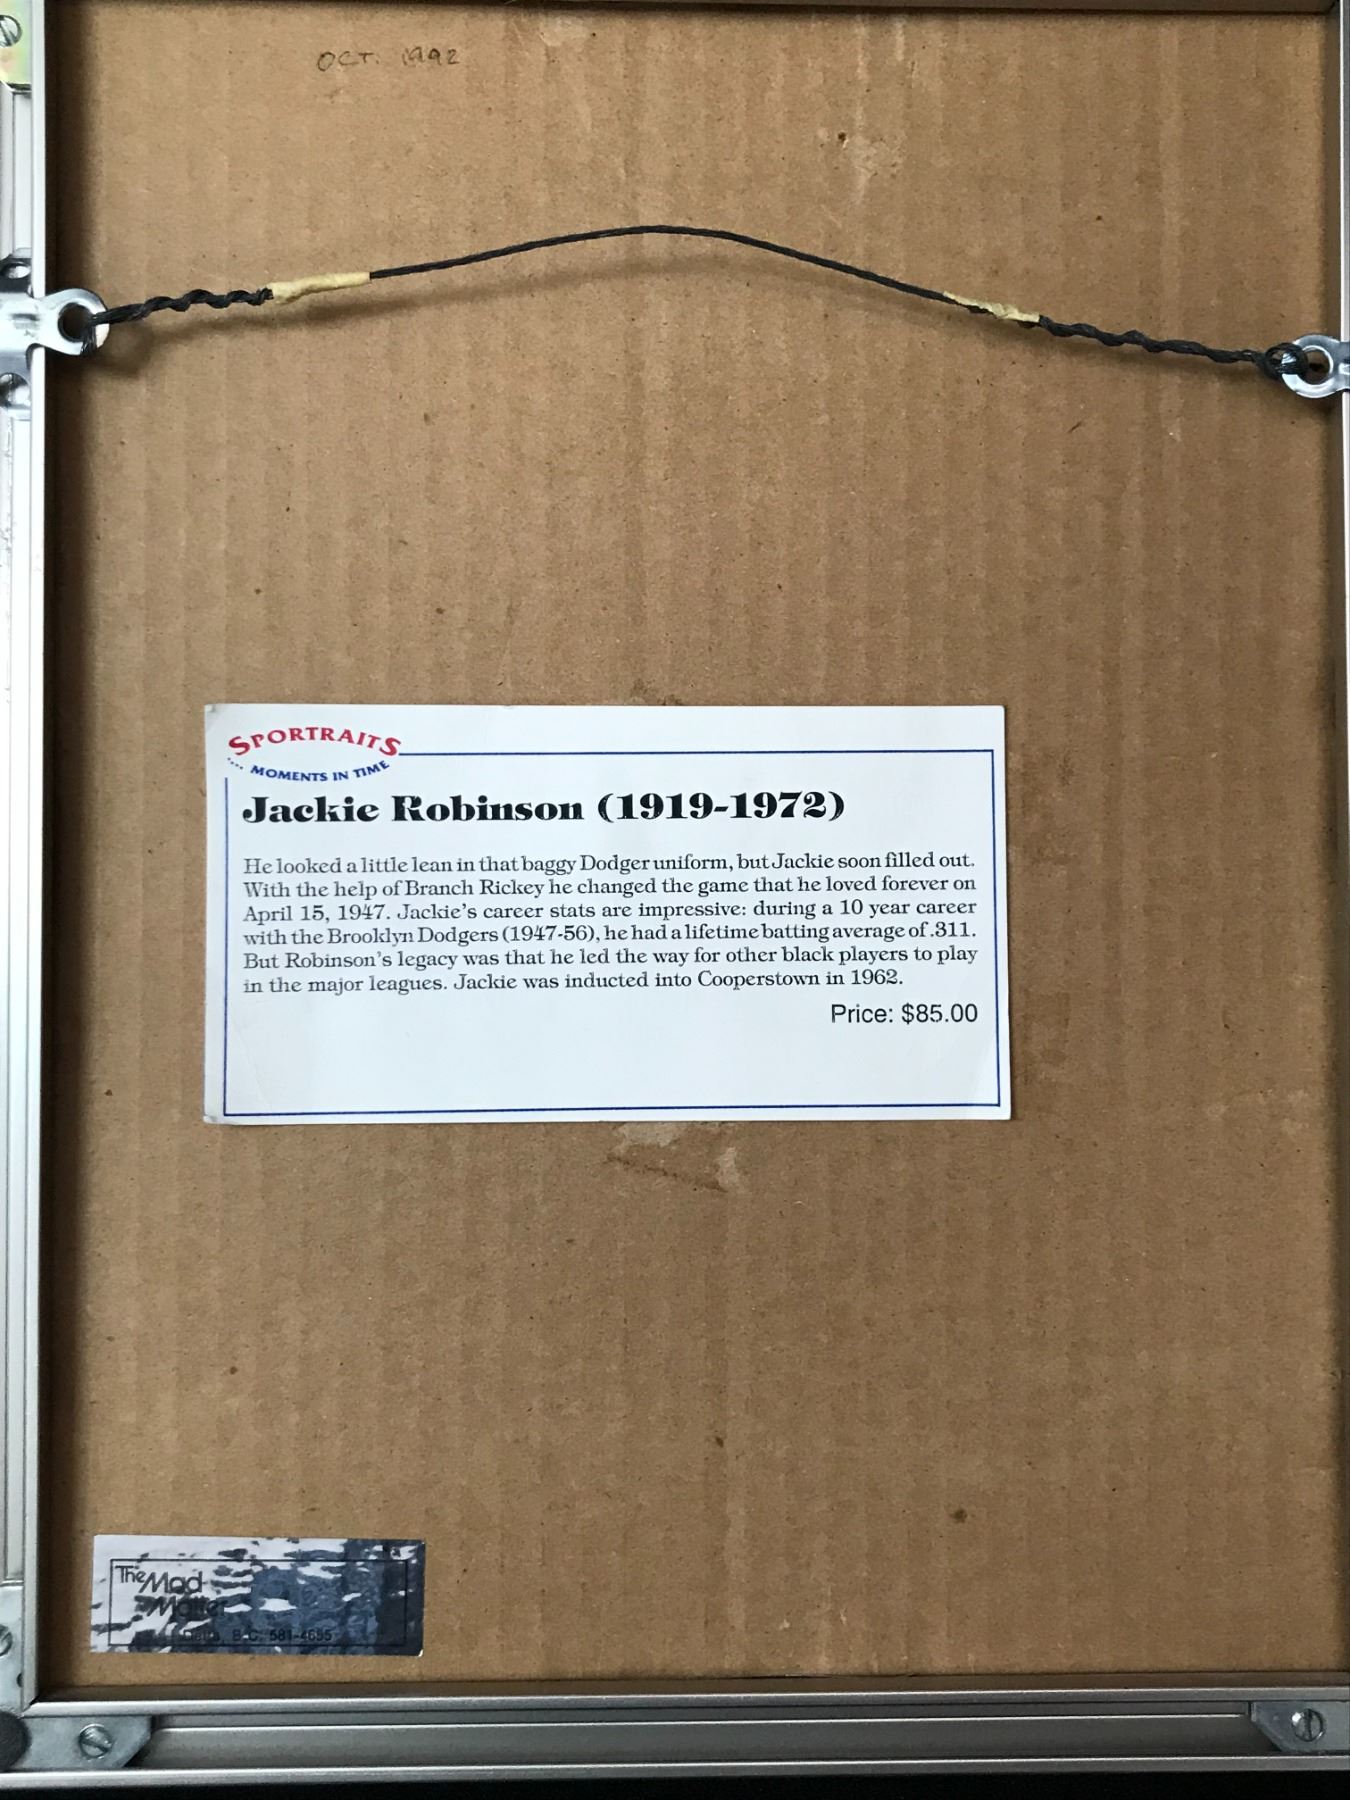 OCT. 1992
SPORTRAITS
.... MOMENTS IN TIME
Jackie Robinson (1919-1972)
He looked a little lean in that baggy Dodger uniform, but Jackie soon filled out.
With the help of Branch Rickey he changed the game that he loved forever on
April 15, 1947. Jackie's career stats are impressive: during a 10 year career
with the Brooklyn Dodgers (1947-56), he had a lifetime batting average of .311.
But Robinson's legacy was that he led the way for other black players to play
in the major leagues. Jackie was inducted into Cooperstown in 1962.
Price: $85.00
The Mad
Matter
B.C. 581-4655